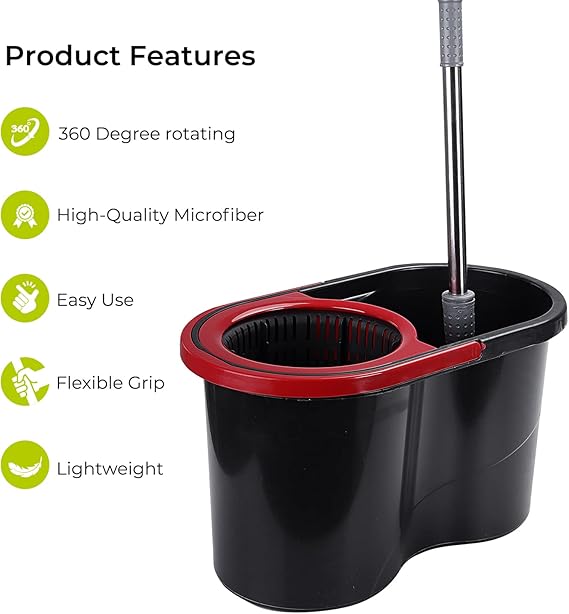 Product Features
360°
360 Degree rotating
High-Quality Microfiber
Easy Use
Flexible Grip
Lightweight